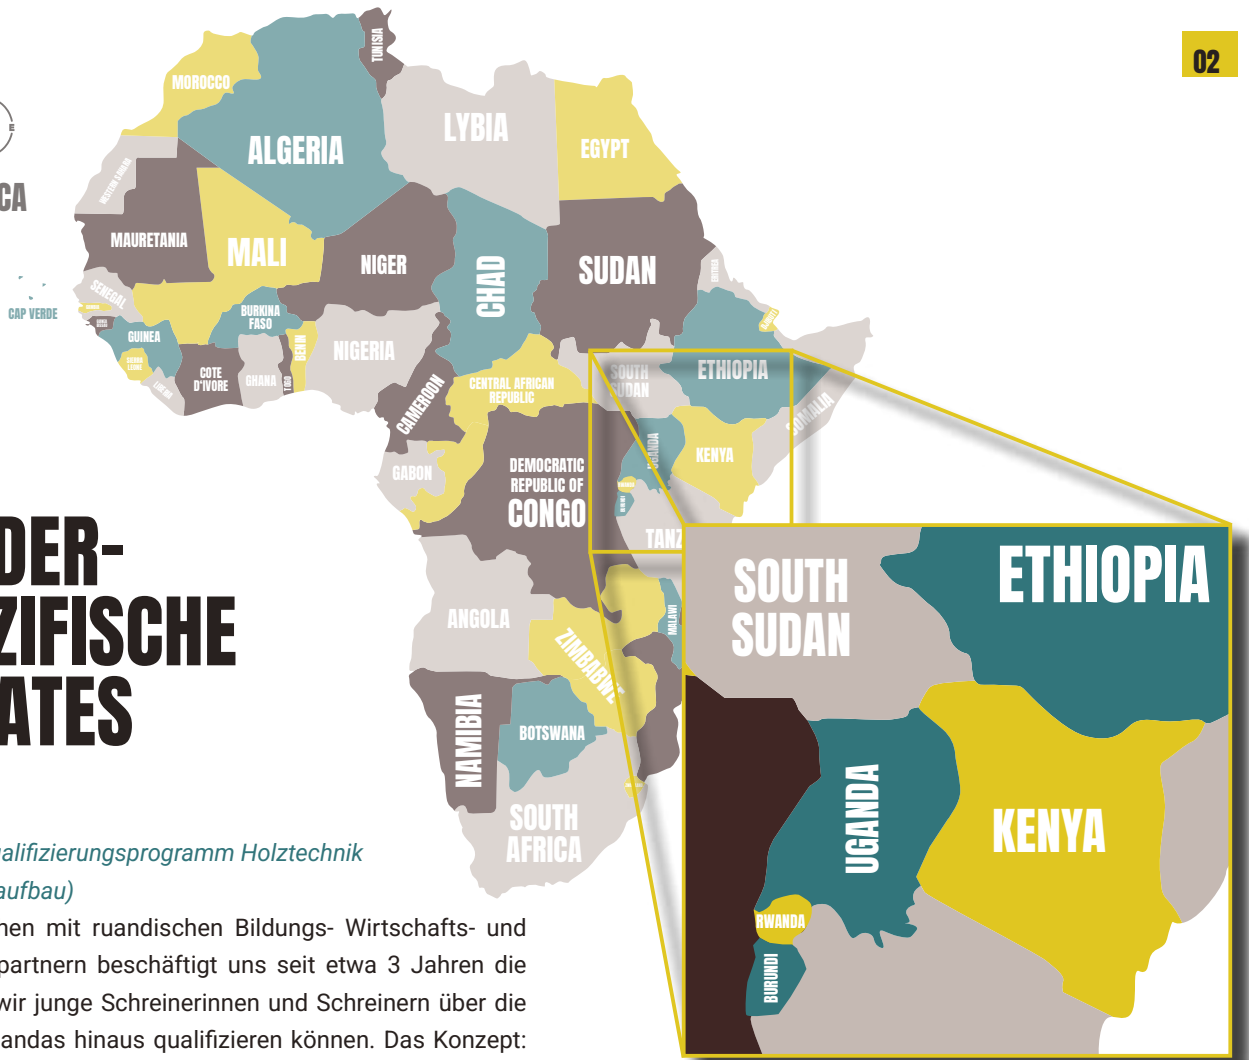 02
E
CA
TUNISIA
MOROCCO
ALGERIA
LYBIA
EGYPT
WESTERN SAHARA
MAURETANIA
MALI
NIGER
CHAD
SUDAN
ERITREA
SENEGAL
CAP VERDE
BURKINA
FASO
GUINEA
SIERRA
LEONE
COTE
D'IVORE
GHANA
TOGO
BENIN
NIGERIA
CAMEROON
CENTRAL AFRICAN
REPUBLIC
SOUTH
SUDAN
ETHIOPIA
SOMALIA
UGANDA
KENYA
GABON
DEMOCRATIC
REPUBLIC OF
CONGO
TANZ
ANGOLA
ZIMBABWE
MALAWI
NAMIBIA
BOTSWANA
SOUTH
AFRICA
SOUTH
SUDAN
ETHIOPIA
UGANDA
KENYA
RWANDA
BURUNDI
DER-
ZIFISCHE
ATES
alifizierungsprogramm Holztechnik
aufbau)
nen mit ruandischen Bildungs- Wirtschafts- und
partnern beschäftigt uns seit etwa 3 Jahren die
wir junge Schreinerinnen und Schreinern über die
andas hinaus qualifizieren können. Das Konzept: